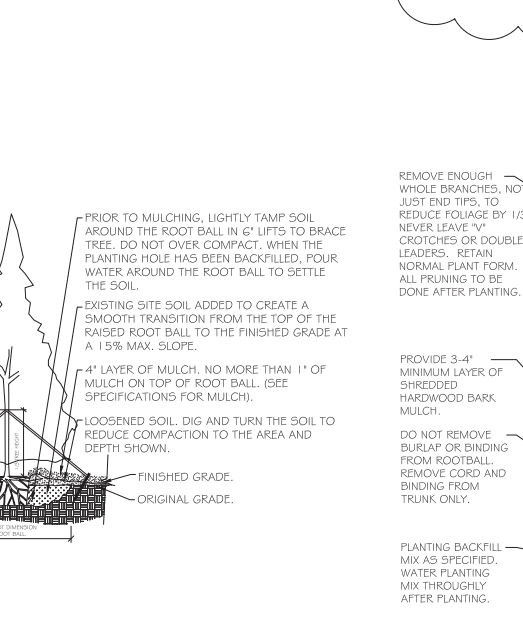 PRIOR TO MULCHING, LIGHTLY TAMP SOIL
AROUND THE ROOT BALL IN 6" LIFTS TO BRACE
TREE. DO NOT OVER COMPACT. WHEN THE
PLANTING HOLE HAS BEEN BACKFILLED, POUR
WATER AROUND THE ROOT BALL TO SETTLE
THE SOIL.
EXISTING SITE SOIL ADDED TO CREATE A
SMOOTH TRANSITION FROM THE TOP OF THE
RAISED ROOT BALL TO THE FINISHED GRADE AT
A 15% MAX. SLOPE.
4" LAYER OF MULCH. NO MORE THAN 1" OF
MULCH ON TOP OF ROOT BALL. (SEE
SPECIFICATIONS FOR MULCH).
LOOSENED SOIL. DIG AND TURN THE SOIL TO
REDUCE COMPACTION TO THE AREA AND
DEPTH SHOWN.
FINISHED GRADE.
ORIGINAL GRADE.
DIMENSION
ROOT BALL
REMOVE ENOUGH
WHOLE BRANCHES, NOT
JUST END TIPS, TO
REDUCE FOLIAGE BY 1/3
NEVER LEAVE "V"
CROTCHES OR DOUBLE
LEADERS. RETAIN
NORMAL PLANT FORM.
ALL PRUNING TO BE
DONE AFTER PLANTING.
PROVIDE 3-4"
MINIMUM LAYER OF
SHREDDED
HARDWOOD BARK
MULCH.
DO NOT REMOVE
BURLAP OR BINDING
FROM ROOTBALL.
REMOVE CORD AND
BINDING FROM
TRUNK ONLY.
PLANTING BACKFILL
MIX AS SPECIFIED.
WATER PLANTING
MIX THROUGHLY
AFTER PLANTING.